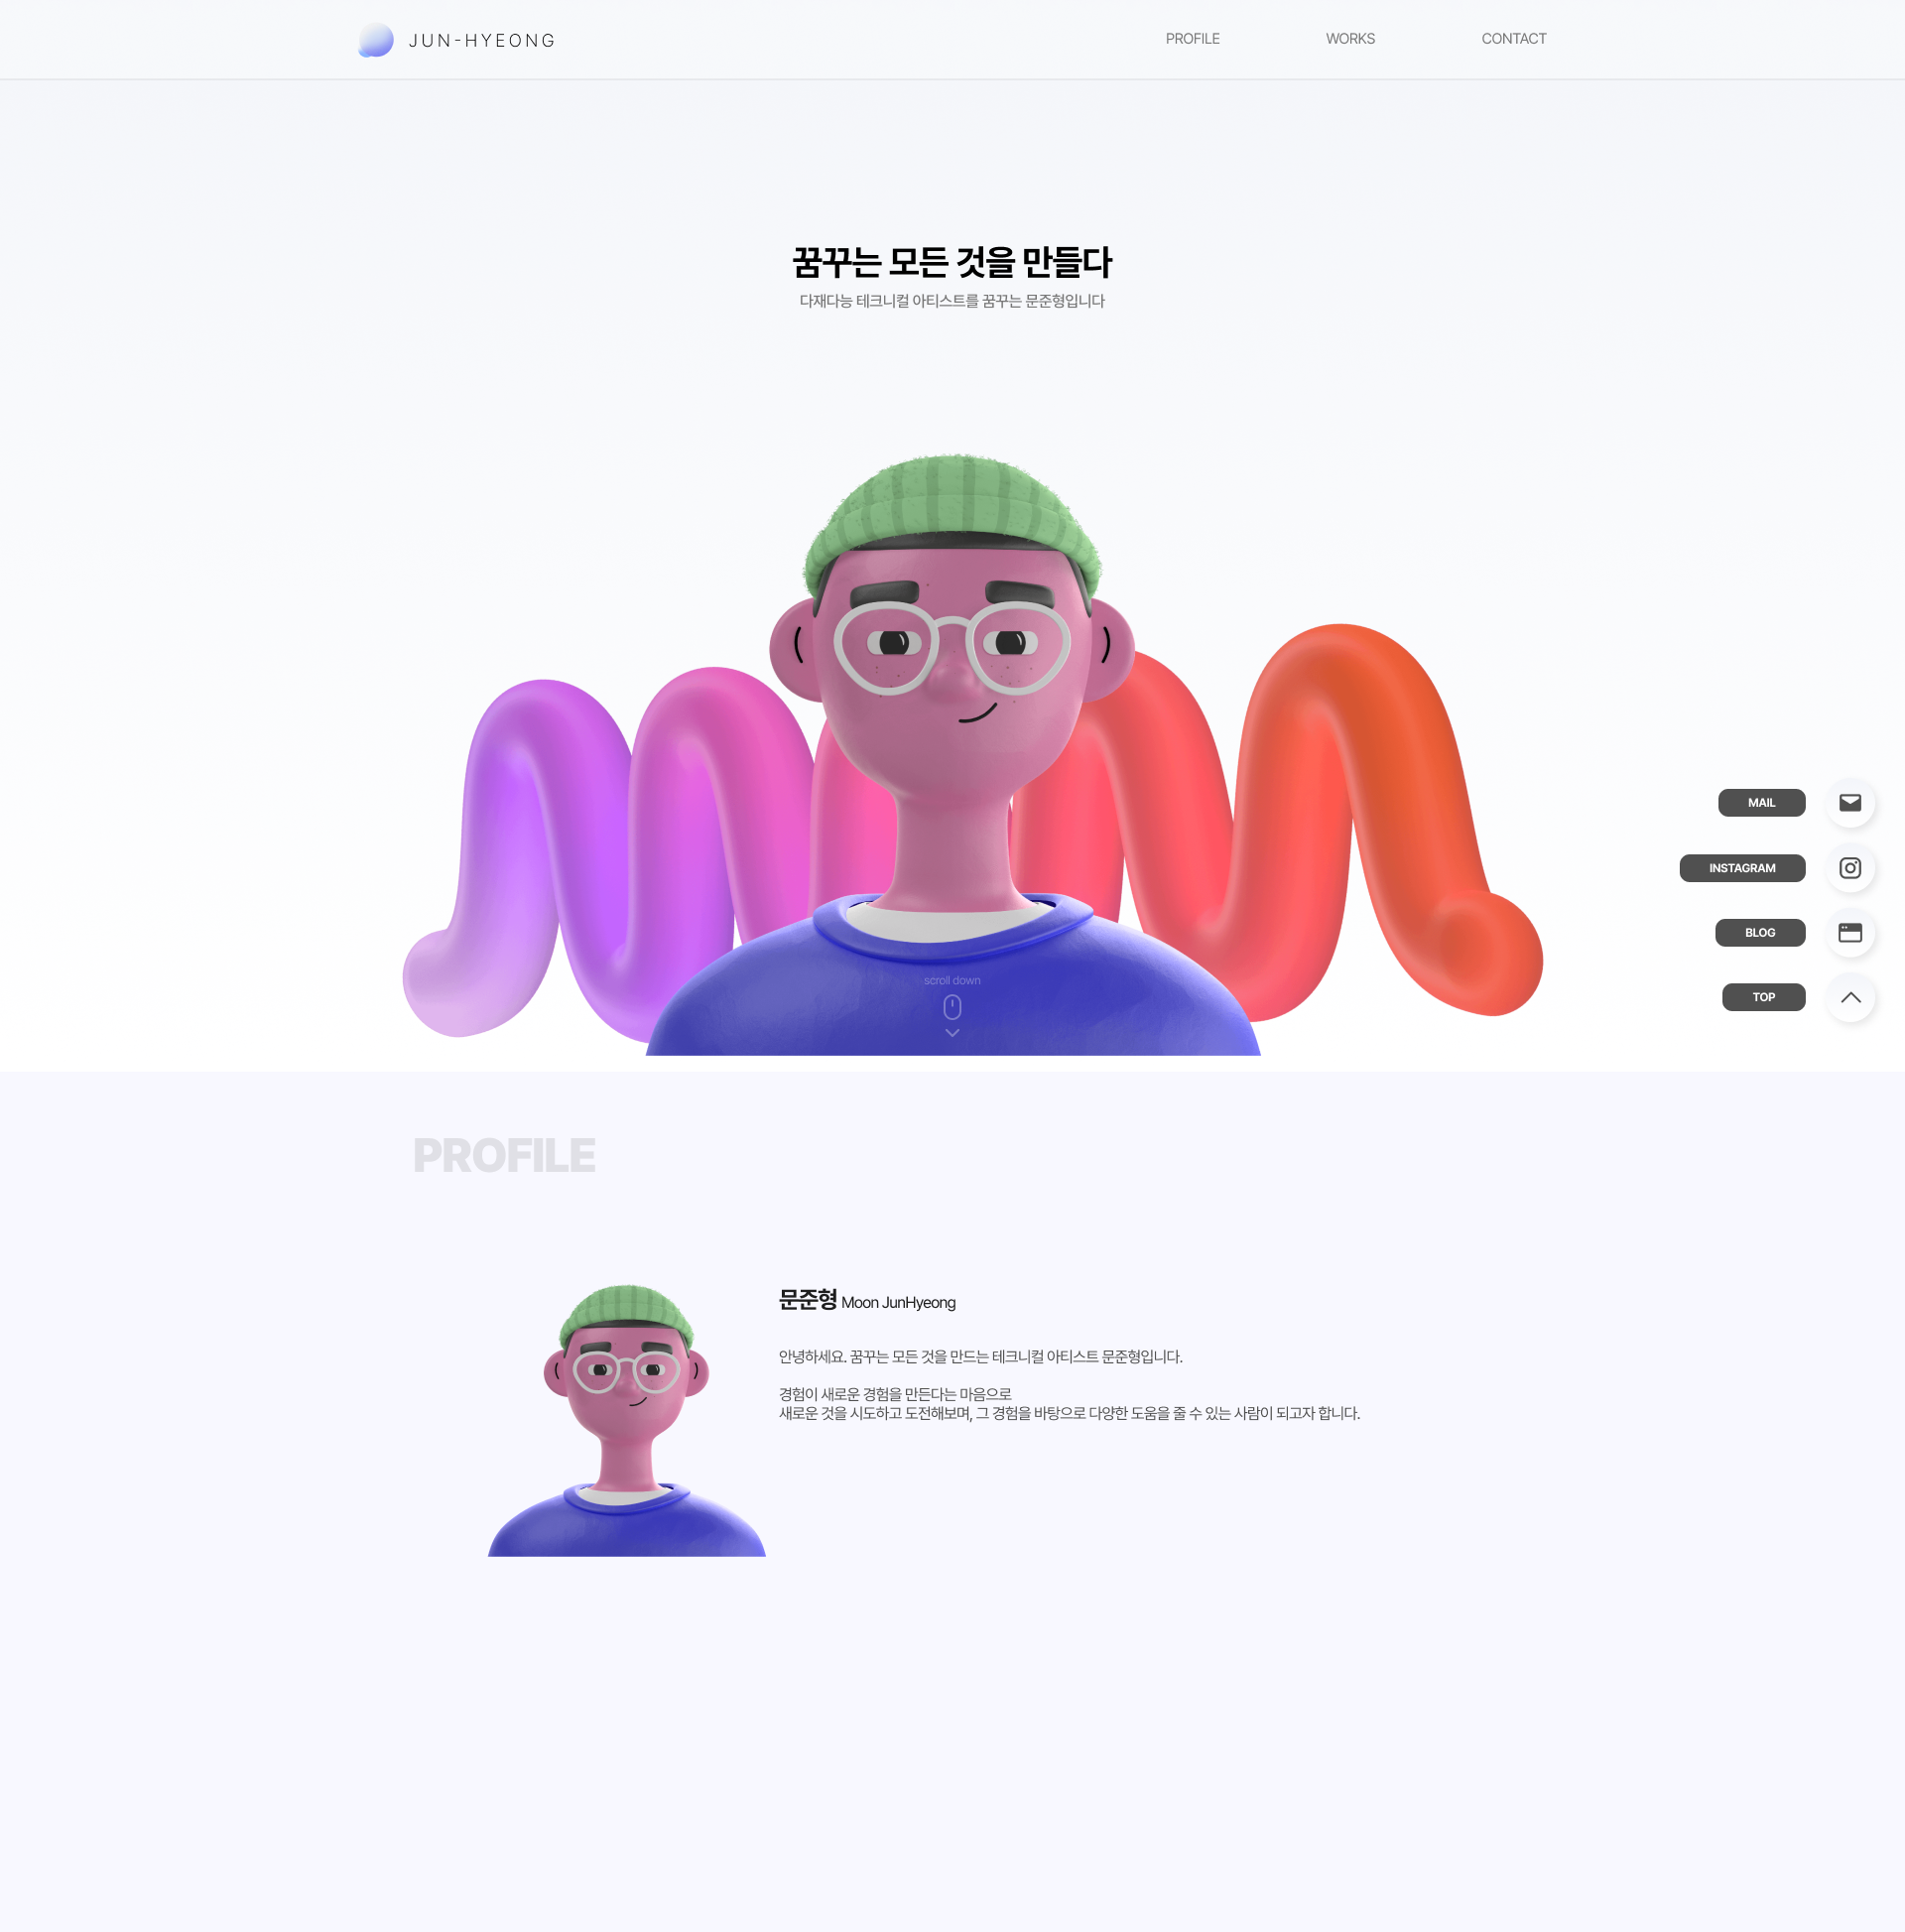 JUN-HYEONG
PROFILE
WORKS
CONTACT
꿈꾸는 모든 것을 만들다
다재다능 테크니컬 아티스트를 꿈꾸는 문준형입니다
MAIL
INSTAGRAM
BLOG
TOP
scroll down
PROFILE
문준형 Moon JunHyeong
안녕하세요. 꿈꾸는 모든 것을 만드는 테크니컬 아티스트 문준형입니다.
경험이 새로운 경험을 만든다는 마음으로
새로운 것을 시도하고 도전해보며, 그 경험을 바탕으로 다양한 도움을 줄 수 있는 사람이 되고자 합니다.